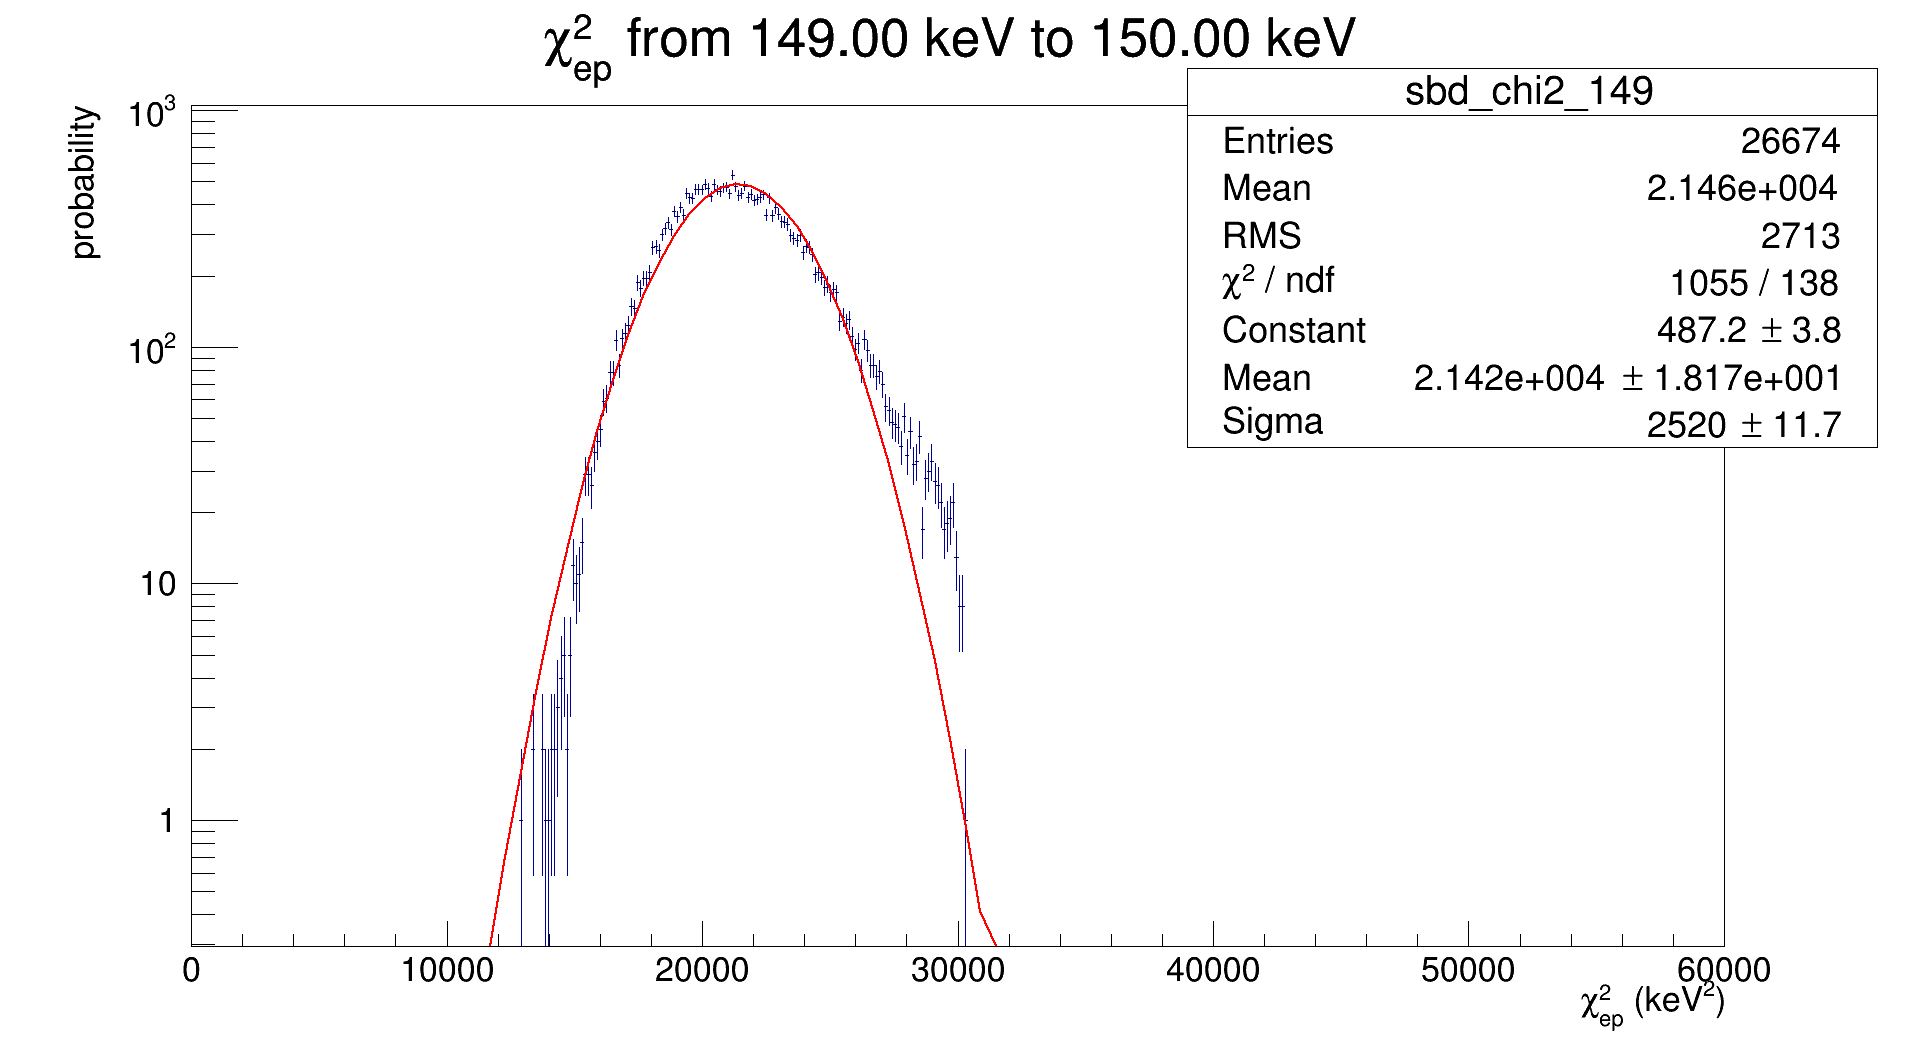 χ²ep from 149.00 keV to 150.00 keV
sbd_chi2_149
Entries 26674
Mean 2.146e+004
RMS 2713
χ² / ndf 1055 / 138
Constant 487.2 ± 3.8
Mean 2.142e+004 ± 1.817e+001
Sigma 2520 ± 11.7
probability
10³
10²
10
1
0 10000 20000 30000 40000 50000 60000
χ²ep (keV²)